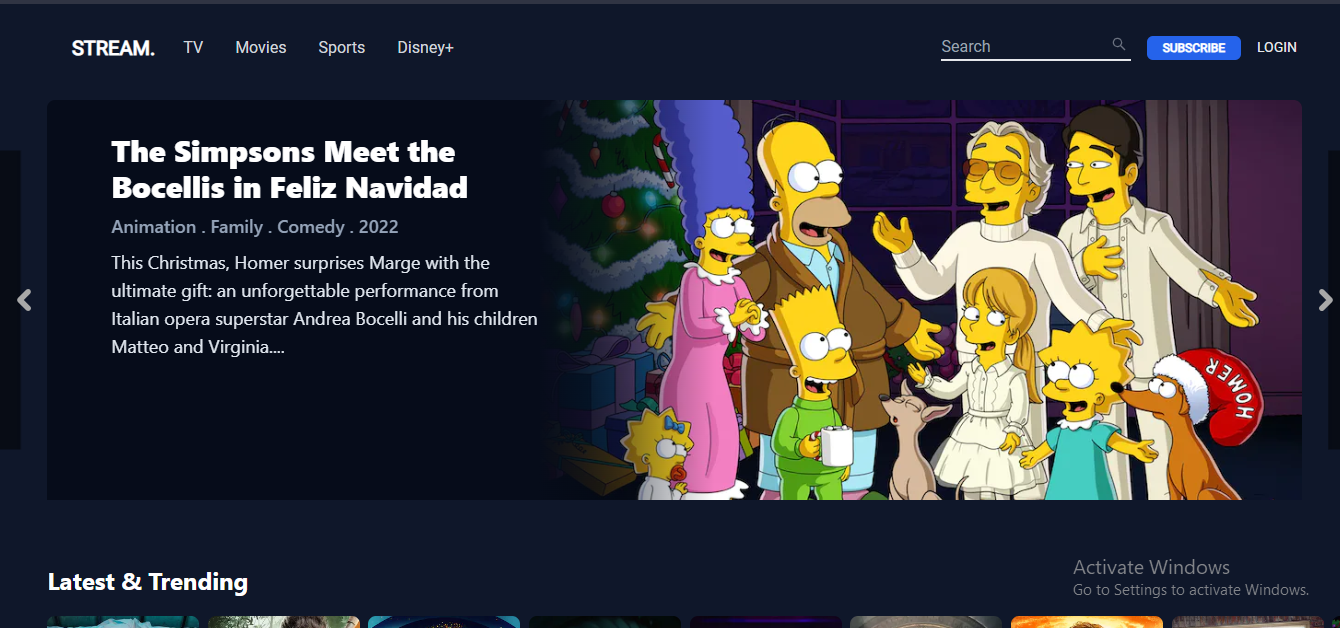 STREAM. TV Movies Sports Disney+ Search SUBSCRIBE LOGIN
The Simpsons Meet the
Bocellis in Feliz Navidad
Animation . Family . Comedy . 2022
This Christmas, Homer surprises Marge with the
ultimate gift: an unforgettable performance from
Italian opera superstar Andrea Bocelli and his children
Matteo and Virginia....
HOMER
Latest & Trending
Activate Windows
Go to Settings to activate Windows.